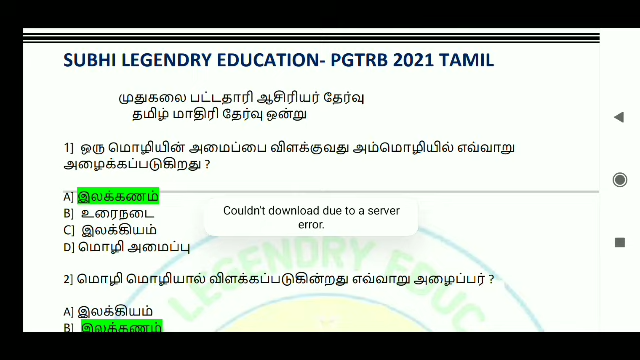 SUBHI LEGENDRY EDUCATION- PGTRB 2021 TAMIL
முதுகலை பட்டதாரி ஆசிரியர் தேர்வு
தமிழ் மாதிரி தேர்வு ஒன்று
1] ஒரு மொழியின் அமைப்பை விளக்குவது அம்மொழியில் எவ்வாறு
அழைக்கப்படுகிறது ?
A] இலக்கணம்
B] உரைநடை
C] இலக்கியம்
D] மொழி அமைப்பு
Couldn't download due to a server
error.
2] மொழி மொழியால் விளக்கப்படுகின்றது எவ்வாறு அழைப்பர் ?
A] இலக்கியம்
B] இலக்கணம்
LEGENDRY EDUC